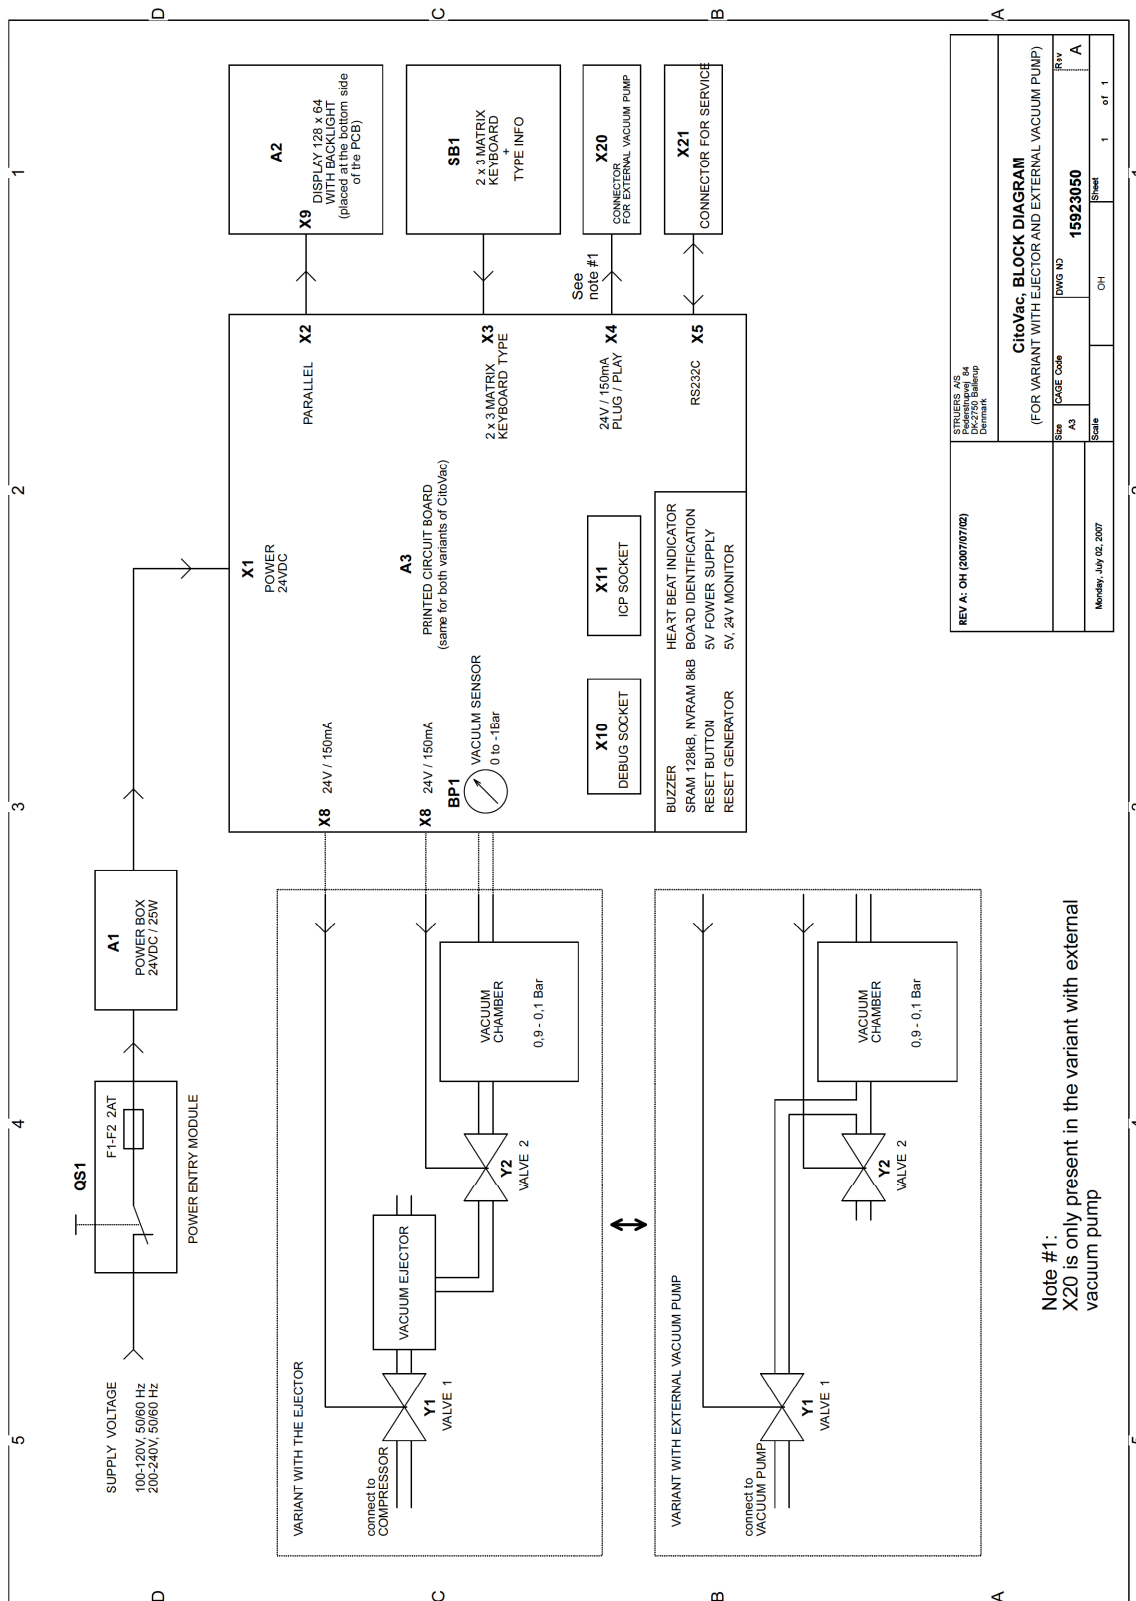 D
C
B
A
1
2
3
4
5
SUPPLY VOLTAGE
100-120V, 50/60 Hz
200-240V, 50/60 Hz
QS1
F1-F2 2AT
POWER ENTRY MODULE
A1
POWER BOX
24VDC / 25W
X1
POWER
24VDC
A3
PRINTED CIRCUIT BOARD
(same for both variants of CitoVac)
X8
24V / 150mA
X8
24V / 150mA
BP1
VACUUM SENSOR
0 to -1Bar
X2
PARALLEL
X3
2 x 3 MATRIX
KEYBOARD TYPE
X4
24V / 150mA
PLUG / PLAY
X5
RS232C
X10
DEBUG SOCKET
X11
ICP SOCKET
BUZZER
HEART BEAT INDICATOR
SRAM 128kB, NVRAM 8kB
BOARD IDENTIFICATION
RESET BUTTON
5V POWER SUPPLY
RESET GENERATOR
5V, 24V MONITOR
A2
X9
DISPLAY 128 x 64
WITH BACKLIGHT
(placed at the bottom side
of the PCB)
SB1
2 x 3 MATRIX
KEYBOARD
+
TYPE INFO
See
note #1
X20
CONNECTOR
FOR EXTERNAL VACUUM PUMP
X21
CONNECTOR FOR SERVICE
VARIANT WITH THE EJECTOR
connect to
COMPRESSOR
Y1
VALVE 1
VACUUM EJECTOR
Y2
VALVE 2
VACUUM
CHAMBER
0,9 - 0,1 Bar
VARIANT WITH EXTERNAL VACUUM PUMP
connect to
VACUUM PUMP
Y1
VALVE 1
Y2
VALVE 2
VACUUM
CHAMBER
0,9 - 0,1 Bar
Note #1:
X20 is only present in the variant with external
vacuum pump
REV A: OH (2007/07/02)
Monday, July 02, 2007
STRUERS A/S
Pederstrupvej 84
DK-2750 Ballerup
Denmark
CitoVac, BLOCK DIAGRAM
(FOR VARIANT WITH EJECTOR AND EXTERNAL VACUUM PUMP)
Size
A3
CAGE Code
DWG NO
15923050
Rev
A
Scale
OH
Sheet
1 of 1
D
C
B
A
1
2
3
4
5